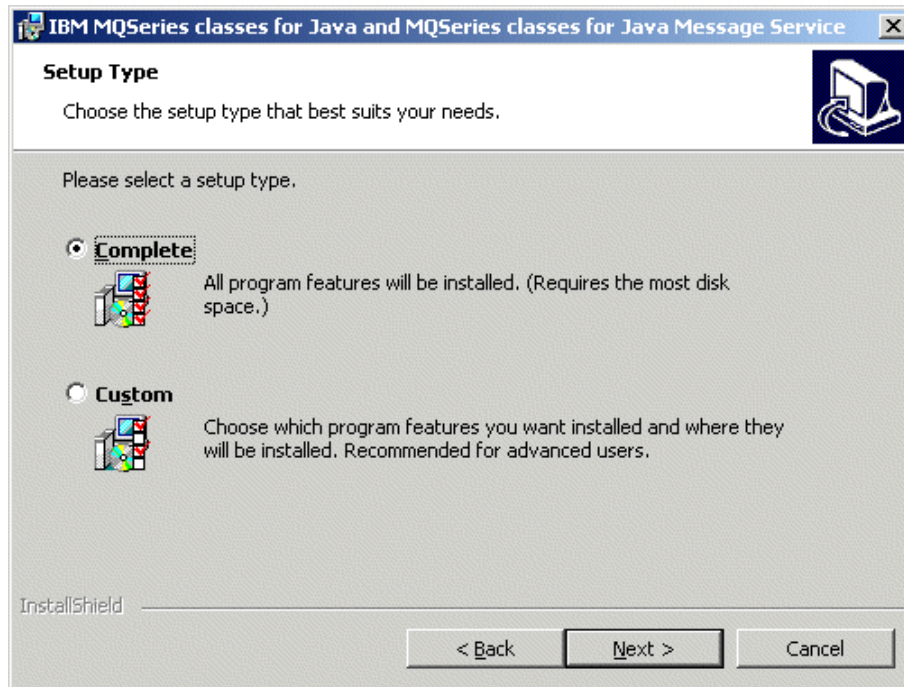 IBM MQSeries classes for Java and MQSeries classes for Java Message Service
Setup Type
Choose the setup type that best suits your needs.
Please select a setup type.
Complete
All program features will be installed. (Requires the most disk
space.)
Custom
Choose which program features you want installed and where they
will be installed. Recommended for advanced users.
InstallShield
< Back Next > Cancel